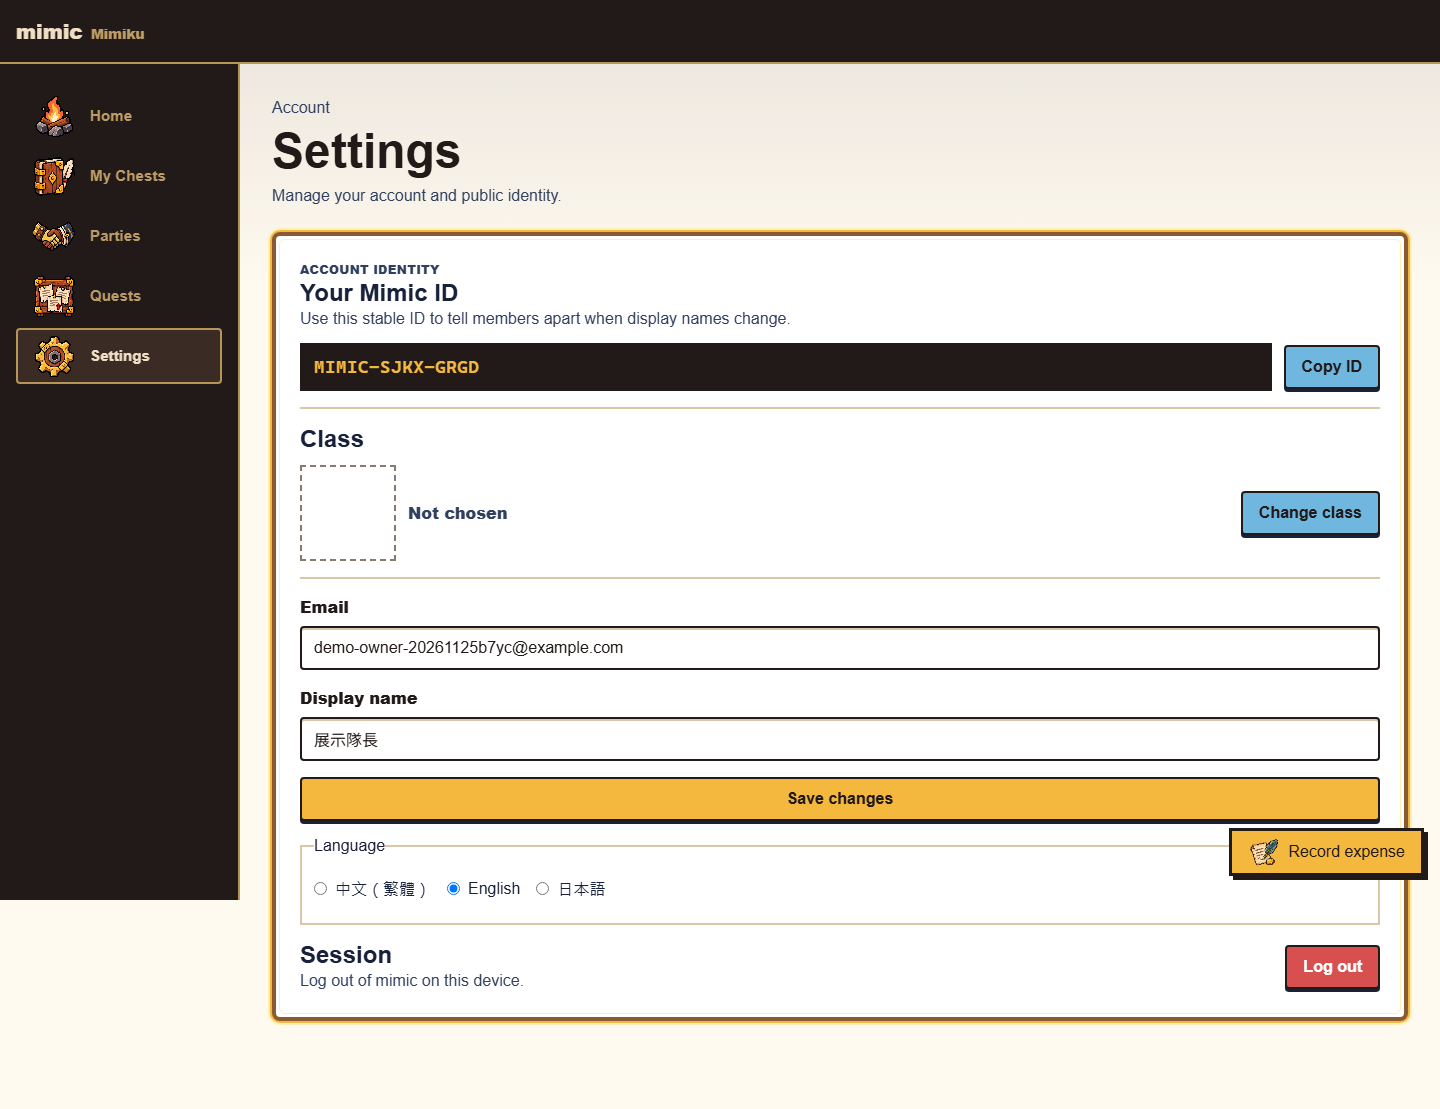 mimic Mimiku
Home
My Chests
Parties
Quests
Settings
Account
Settings
Manage your account and public identity.
ACCOUNT IDENTITY
Your Mimic ID
Use this stable ID to tell members apart when display names change.
MIMIC-SJKX-GRGD
Copy ID
Class
Not chosen
Change class
Email
demo-owner-20261125b7yc@example.com
Display name
展示隊長
Save changes
Language
Record expense
中文（繁體） English 日本語
Session
Log out of mimic on this device.
Log out